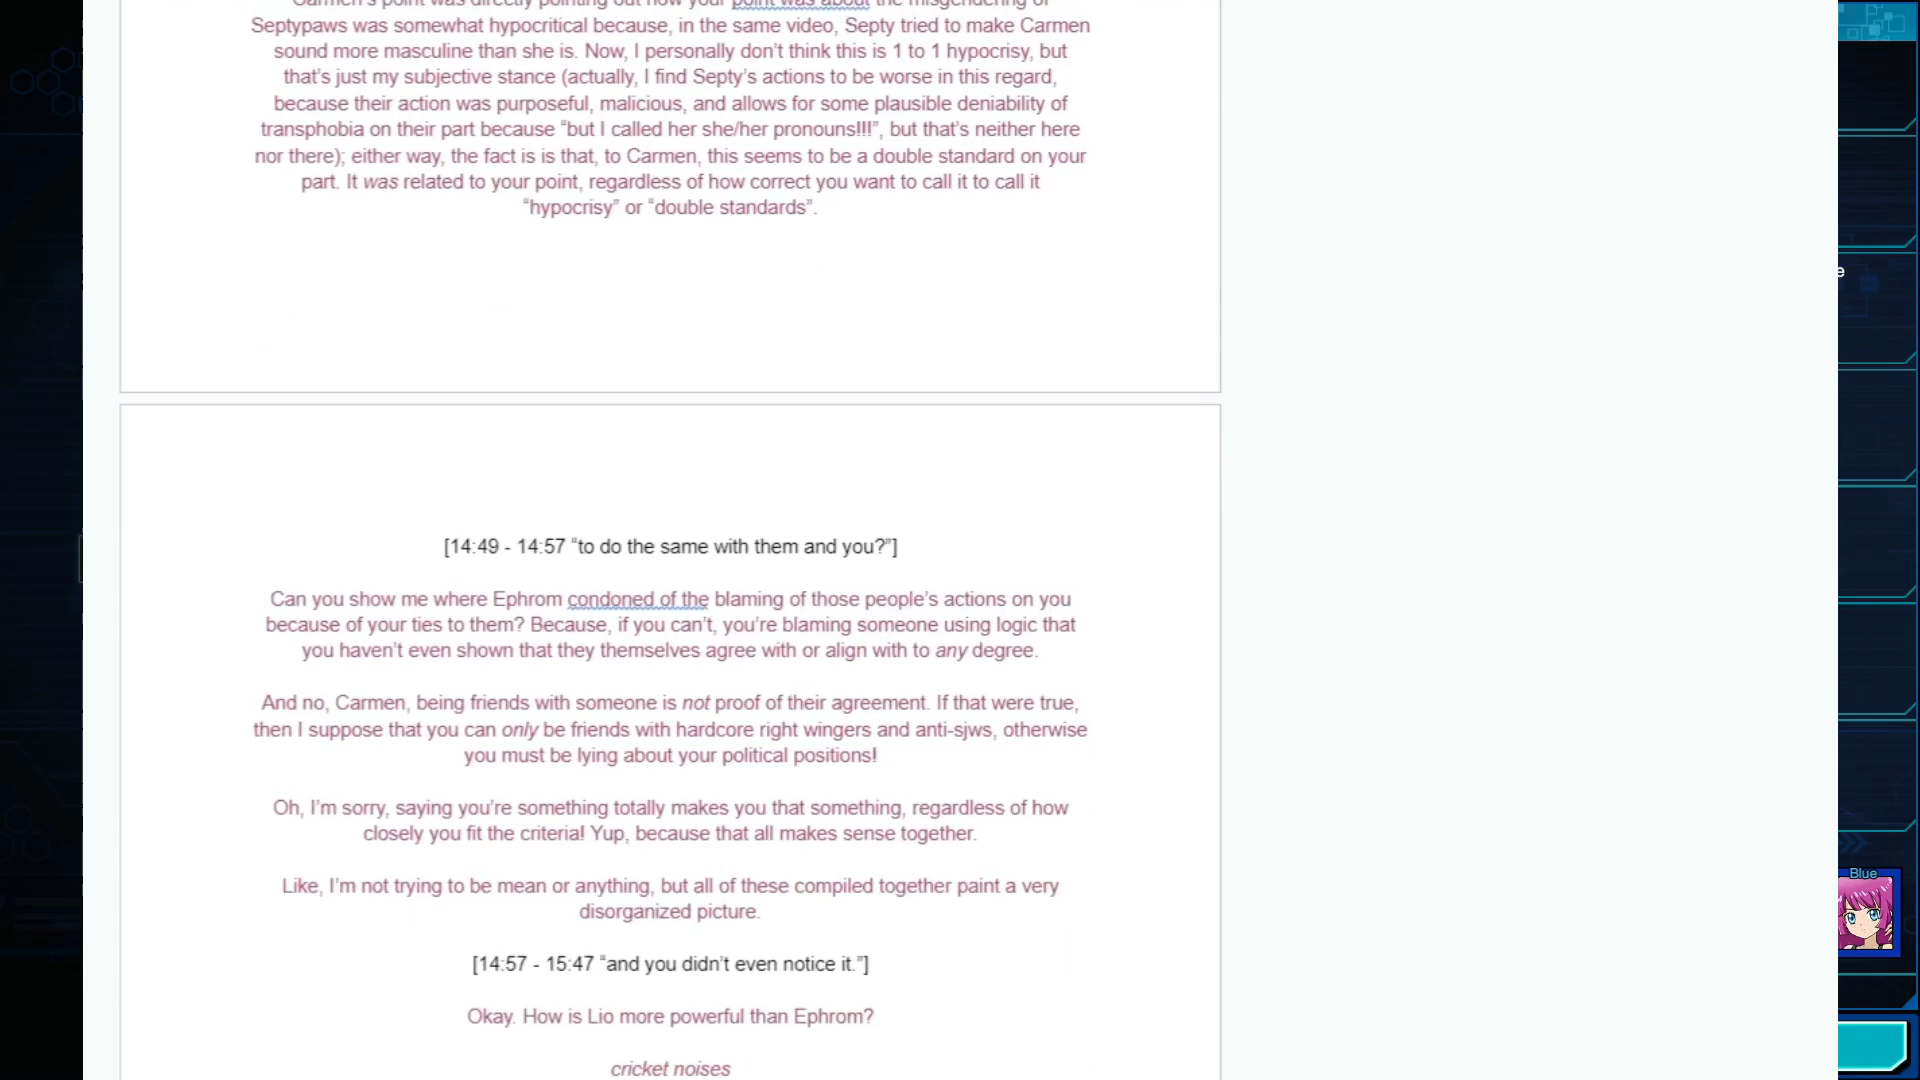 Carmen's point was directly pointing out how your point was about the misgendering of
Septypaws was somewhat hypocritical because, in the same video, Septy tried to make Carmen
sound more masculine than she is. Now, I personally don't think this is 1 to 1 hypocrisy, but
that's just my subjective stance (actually, I find Septy's actions to be worse in this regard,
because their action was purposeful, malicious, and allows for some plausible deniability of
transphobia on their part because “but I called her she/her pronouns!!!”, but that's neither here
nor there); either way, the fact is is that, to Carmen, this seems to be a double standard on your
part. It was related to your point, regardless of how correct you want to call it to call it
“hypocrisy” or “double standards”.
[14:49 - 14:57 “to do the same with them and you?”]
Can you show me where Ephrom condoned of the blaming of those people's actions on you
because of your ties to them? Because, if you can't, you're blaming someone using logic that
you haven't even shown that they themselves agree with or align with to any degree.
And no, Carmen, being friends with someone is not proof of their agreement. If that were true,
then I suppose that you can only be friends with hardcore right wingers and anti-sjws, otherwise
you must be lying about your political positions!
Oh, I'm sorry, saying you're something totally makes you that something, regardless of how
closely you fit the criteria! Yup, because that all makes sense together.
Like, I'm not trying to be mean or anything, but all of these compiled together paint a very
disorganized picture.
[14:57 - 15:47 “and you didn't even notice it.”]
Okay. How is Lio more powerful than Ephrom?
cricket noises
e
Blue